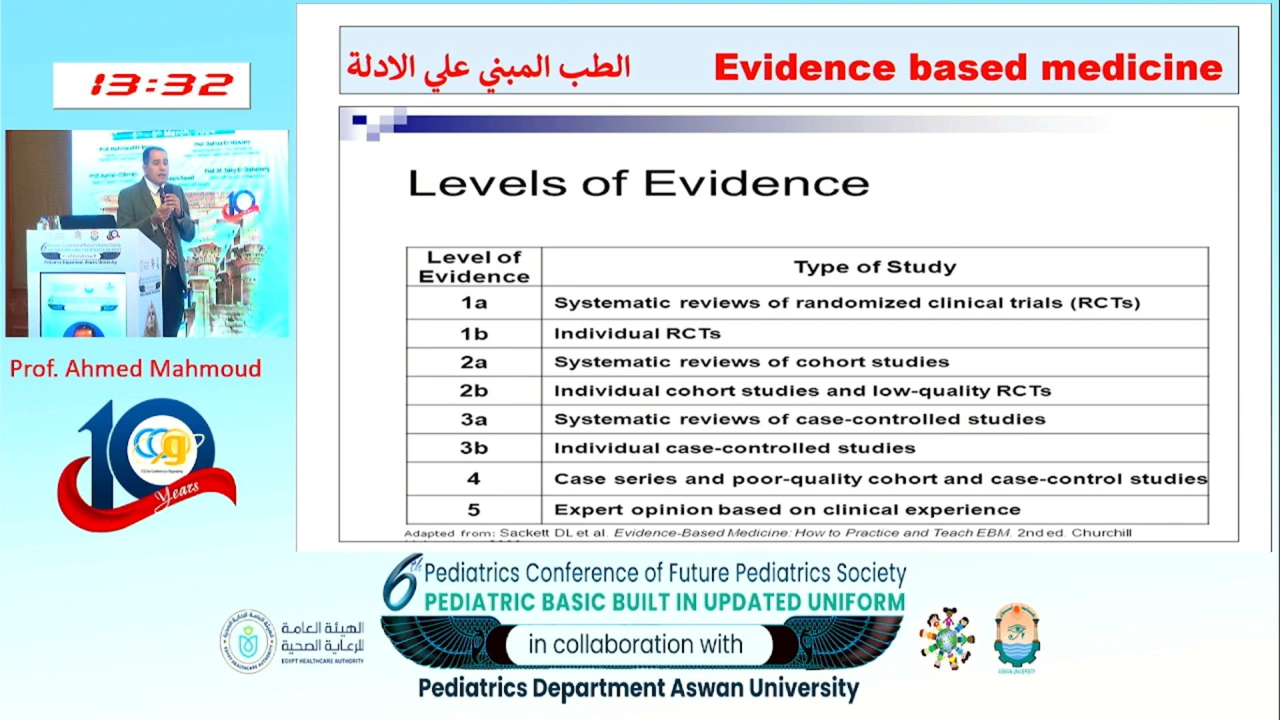 13:32
الطب المبني علي الادلة
Evidence based medicine
Levels of Evidence
Level of Evidence
Type of Study
1a Systematic reviews of randomized clinical trials (RCTs)
1b Individual RCTs
2a Systematic reviews of cohort studies
2b Individual cohort studies and low-quality RCTs
3a Systematic reviews of case-controlled studies
3b Individual case-controlled studies
4 Case series and poor-quality cohort and case-control studies
5 Expert opinion based on clinical experience
Adapted from: Sackett DL et al. Evidence-Based Medicine: How to Practice and Teach EBM. 2nd ed. Churchill
Prof. Ahmed Mahmoud
10
Years
6th Pediatrics Conference of Future Pediatrics Society
PEDIATRIC BASIC BUILT IN UPDATED UNIFORM
in collaboration with
Pediatrics Department Aswan University
الهيئة العامة
للرعاية الصحية
EGYPT HEALTHCARE AUTHORITY
ASWAN UNIVERSITY